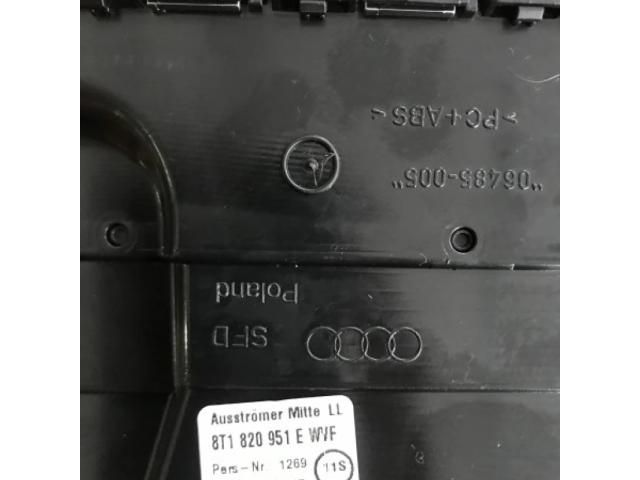 >PC+ABS<
"06485-005"
Poland
SFD
Ausströmer Mitte LL
8T1 820 951 E WVF
Pers-Nr. 1269
11S